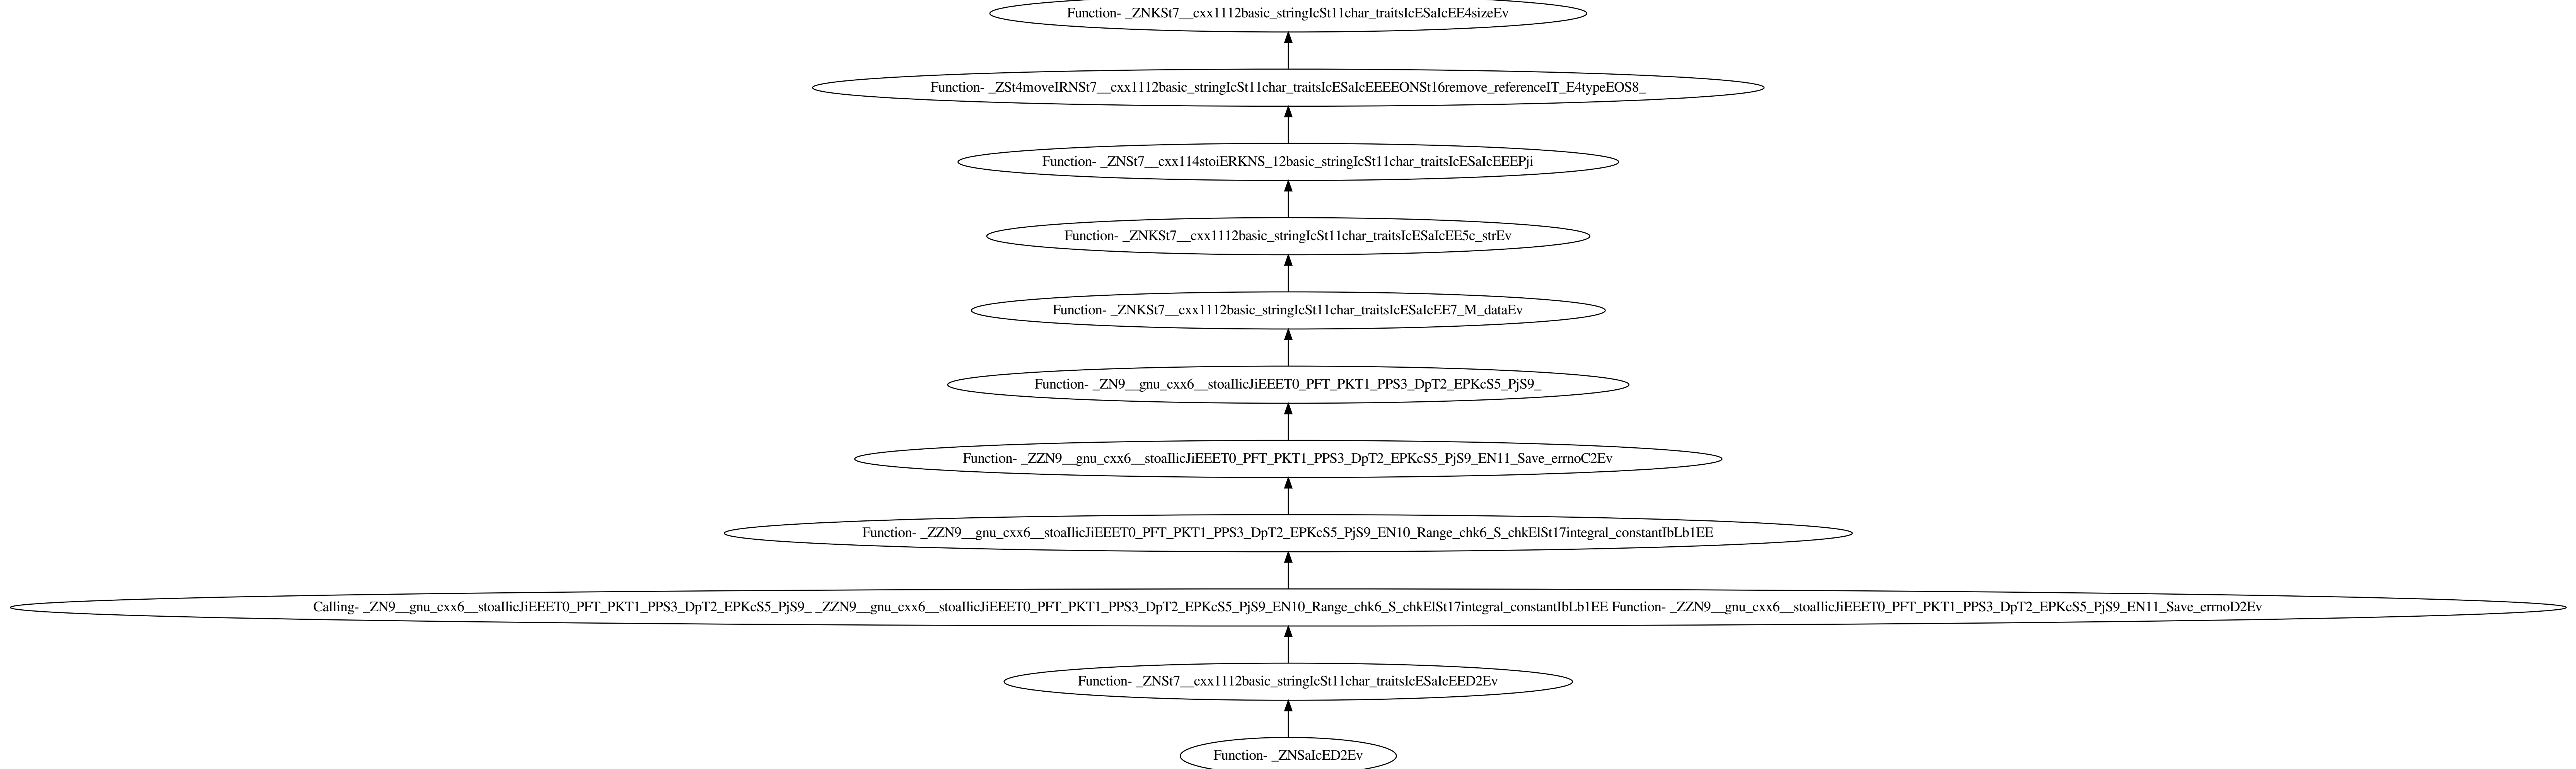 Function- _ZNKSt7__cxx1112basic_stringIcSt11char_traitsIcESaIcEE4sizeEv
Function- _ZSt4moveIRNSt7__cxx1112basic_stringIcSt11char_traitsIcESaIcEEEEONSt16remove_referenceIT_E4typeEOS8_
Function- _ZNSt7__cxx114stoiERKNS_12basic_stringIcSt11char_traitsIcESaIcEEEPji
Function- _ZNKSt7__cxx1112basic_stringIcSt11char_traitsIcESaIcEE5c_strEv
Function- _ZNKSt7__cxx1112basic_stringIcSt11char_traitsIcESaIcEE7_M_dataEv
Function- _ZN9__gnu_cxx6__stoaIlicJiEEET0_PFT_PKT1_PPS3_DpT2_EPKcS5_PjS9_
Function- _ZZN9__gnu_cxx6__stoaIlicJiEEET0_PFT_PKT1_PPS3_DpT2_EPKcS5_PjS9_EN11_Save_errnoC2Ev
Function- _ZZN9__gnu_cxx6__stoaIlicJiEEET0_PFT_PKT1_PPS3_DpT2_EPKcS5_PjS9_EN10_Range_chk6_S_chkElSt17integral_constantIbLb1EE
Calling- _ZN9__gnu_cxx6__stoaIlicJiEEET0_PFT_PKT1_PPS3_DpT2_EPKcS5_PjS9_ _ZZN9__gnu_cxx6__stoaIlicJiEEET0_PFT_PKT1_PPS3_DpT2_EPKcS5_PjS9_EN10_Range_chk6_S_chkElSt17integral_constantIbLb1EE Function- _ZZN9__gnu_cxx6__stoaIlicJiEEET0_PFT_PKT1_PPS3_DpT2_EPKcS5_PjS9_EN11_Save_errnoD2Ev
Function- _ZNSt7__cxx1112basic_stringIcSt11char_traitsIcESaIcEED2Ev
Function- _ZNSaIcED2Ev